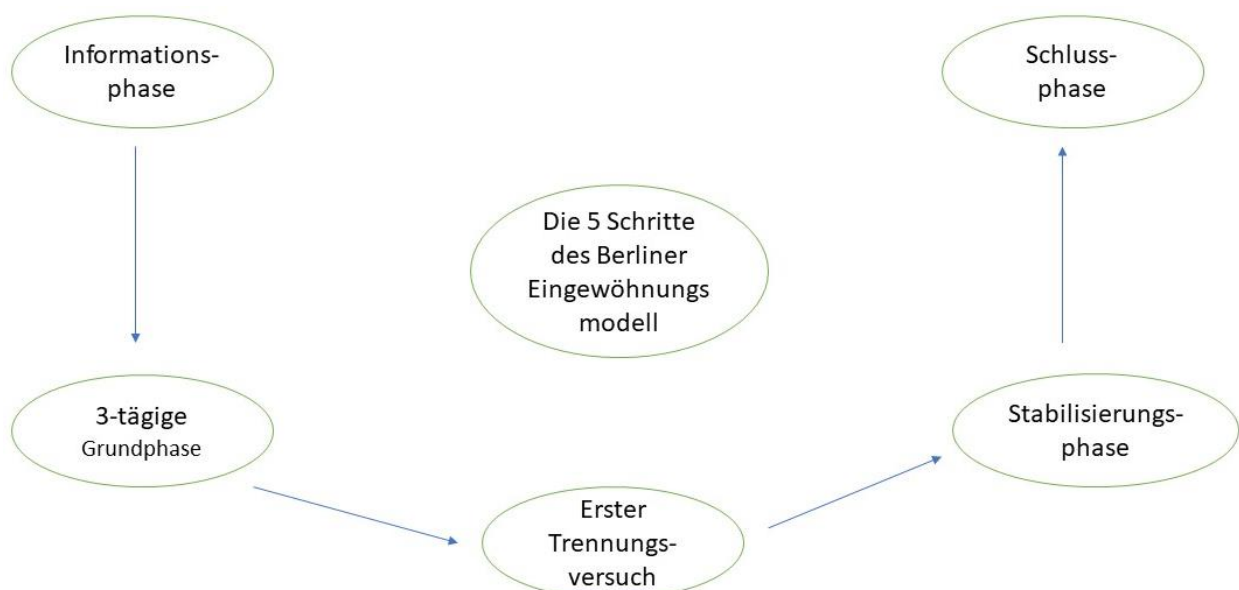 Informations-
phase
Schluss-
phase
Die 5 Schritte
des Berliner
Eingewöhnungs
modell
3-tägige
Grundphase
Stabilisierungs-
phase
Erster
Trennungs-
versuch